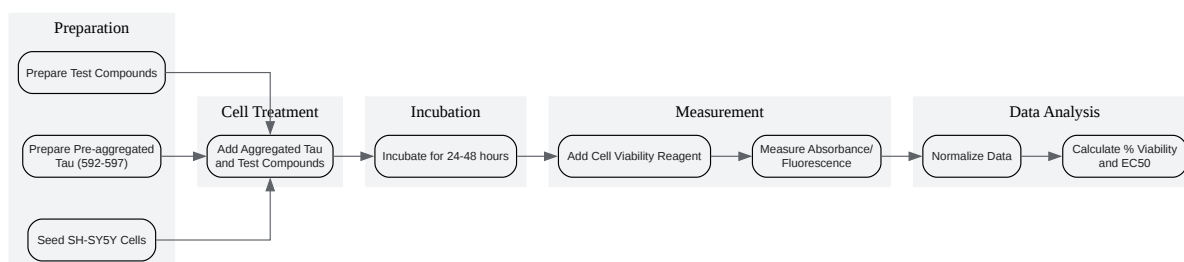 Preparation
Prepare Test Compounds
Prepare Pre-aggregated
Tau (592-597)
Seed SH-SY5Y Cells
Cell Treatment
Add Aggregated Tau
and Test Compounds
Incubation
Incubate for 24-48 hours
Measurement
Add Cell Viability Reagent
Measure Absorbance/
Fluorescence
Data Analysis
Normalize Data
Calculate % Viability
and EC50